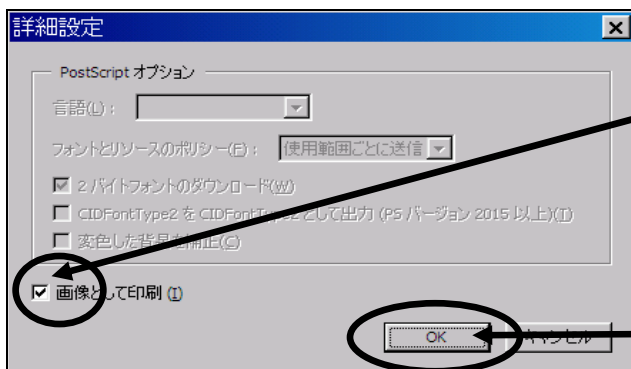 詳細設定
PostScript オプション
言語(L):
フォントとリソースのポリシー(E): 使用範囲ごとに送信
2 バイトフォントのダウンロード(W)
CIDFontType2 を CIDFontType2 として出力 (PS バージョン 2015 以上)(T)
変色した背景を補正(C)
画像として印刷(I)
OK キャンセル